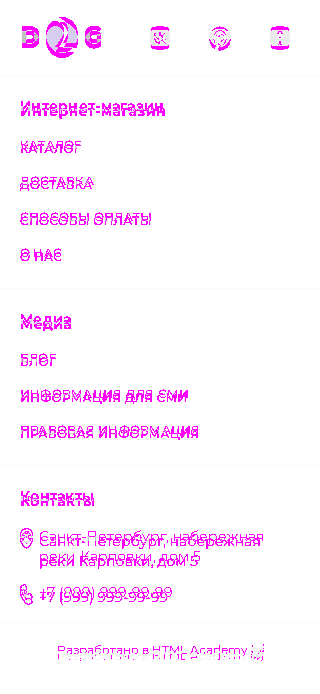 Интернет-магазин
КАТАЛОГ
ДОСТАВКА
СПОСОБЫ ОПЛАТЫ
О НАС
Медиа
БЛОГ
ИНФОРМАЦИЯ ДЛЯ СМИ
ПРАВОВАЯ ИНФОРМАЦИЯ
Контакты
Санкт-Петербург, набережная
реки Карповки, дом 5
+7 (999) 999-99-99
Разработано в HTML Academy